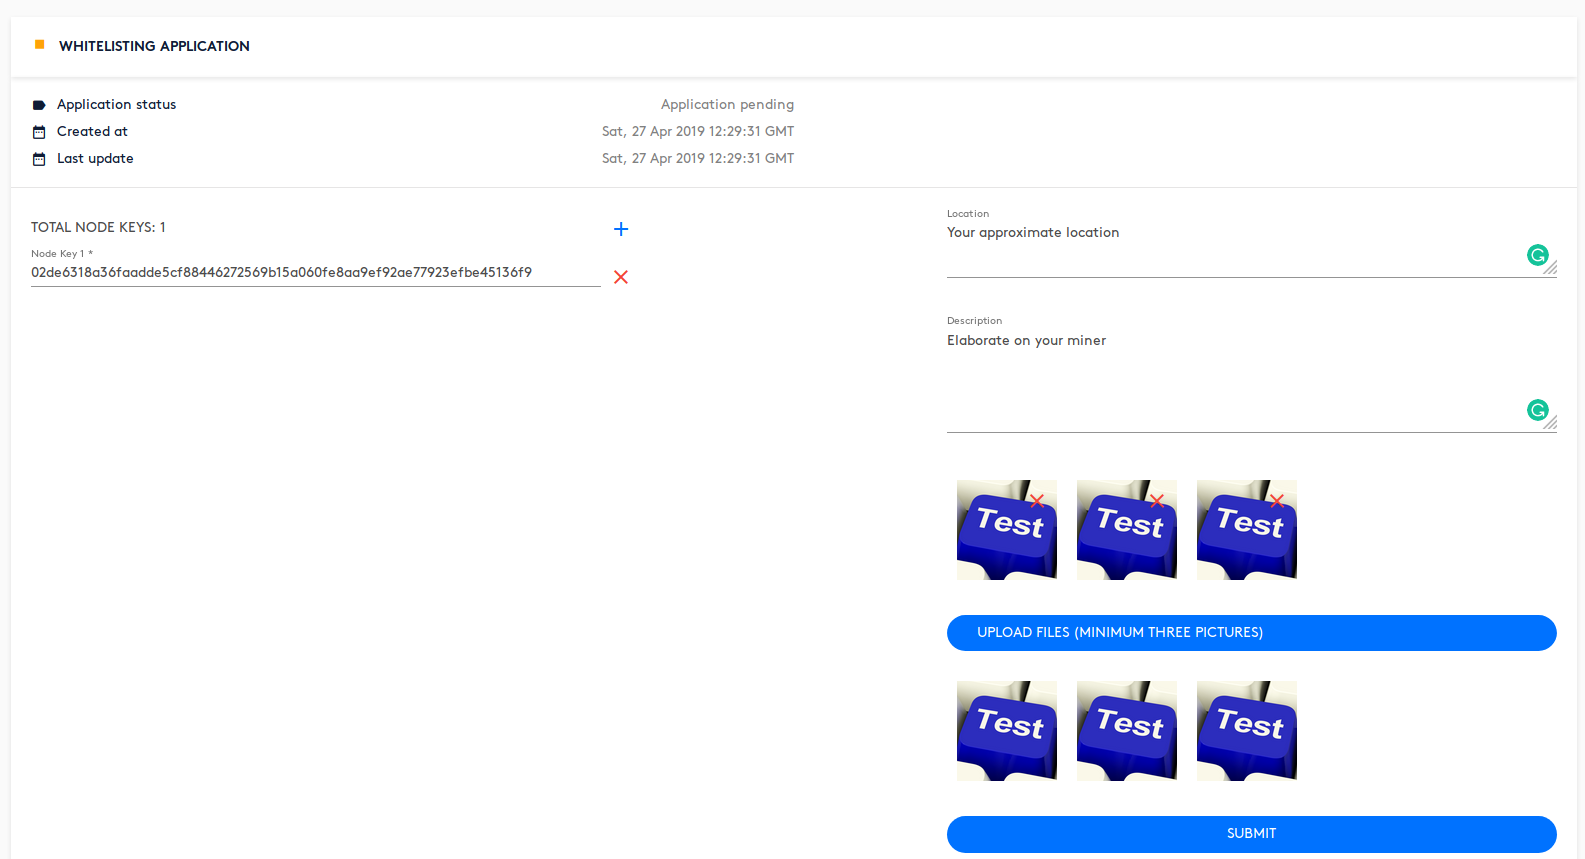 WHITELISTING APPLICATION
Application status
Application pending
Created at
Sat, 27 Apr 2019 12:29:31 GMT
Last update
Sat, 27 Apr 2019 12:29:31 GMT
TOTAL NODE KEYS: 1
Node Key 1 *
02de6318a36faadde5cf88446272569b15a060fe8aa9ef92ae77923efbe45136f9
Location
Your approximate location
Description
Elaborate on your miner
Test
Test
Test
UPLOAD FILES (MINIMUM THREE PICTURES)
Test
Test
Test
SUBMIT